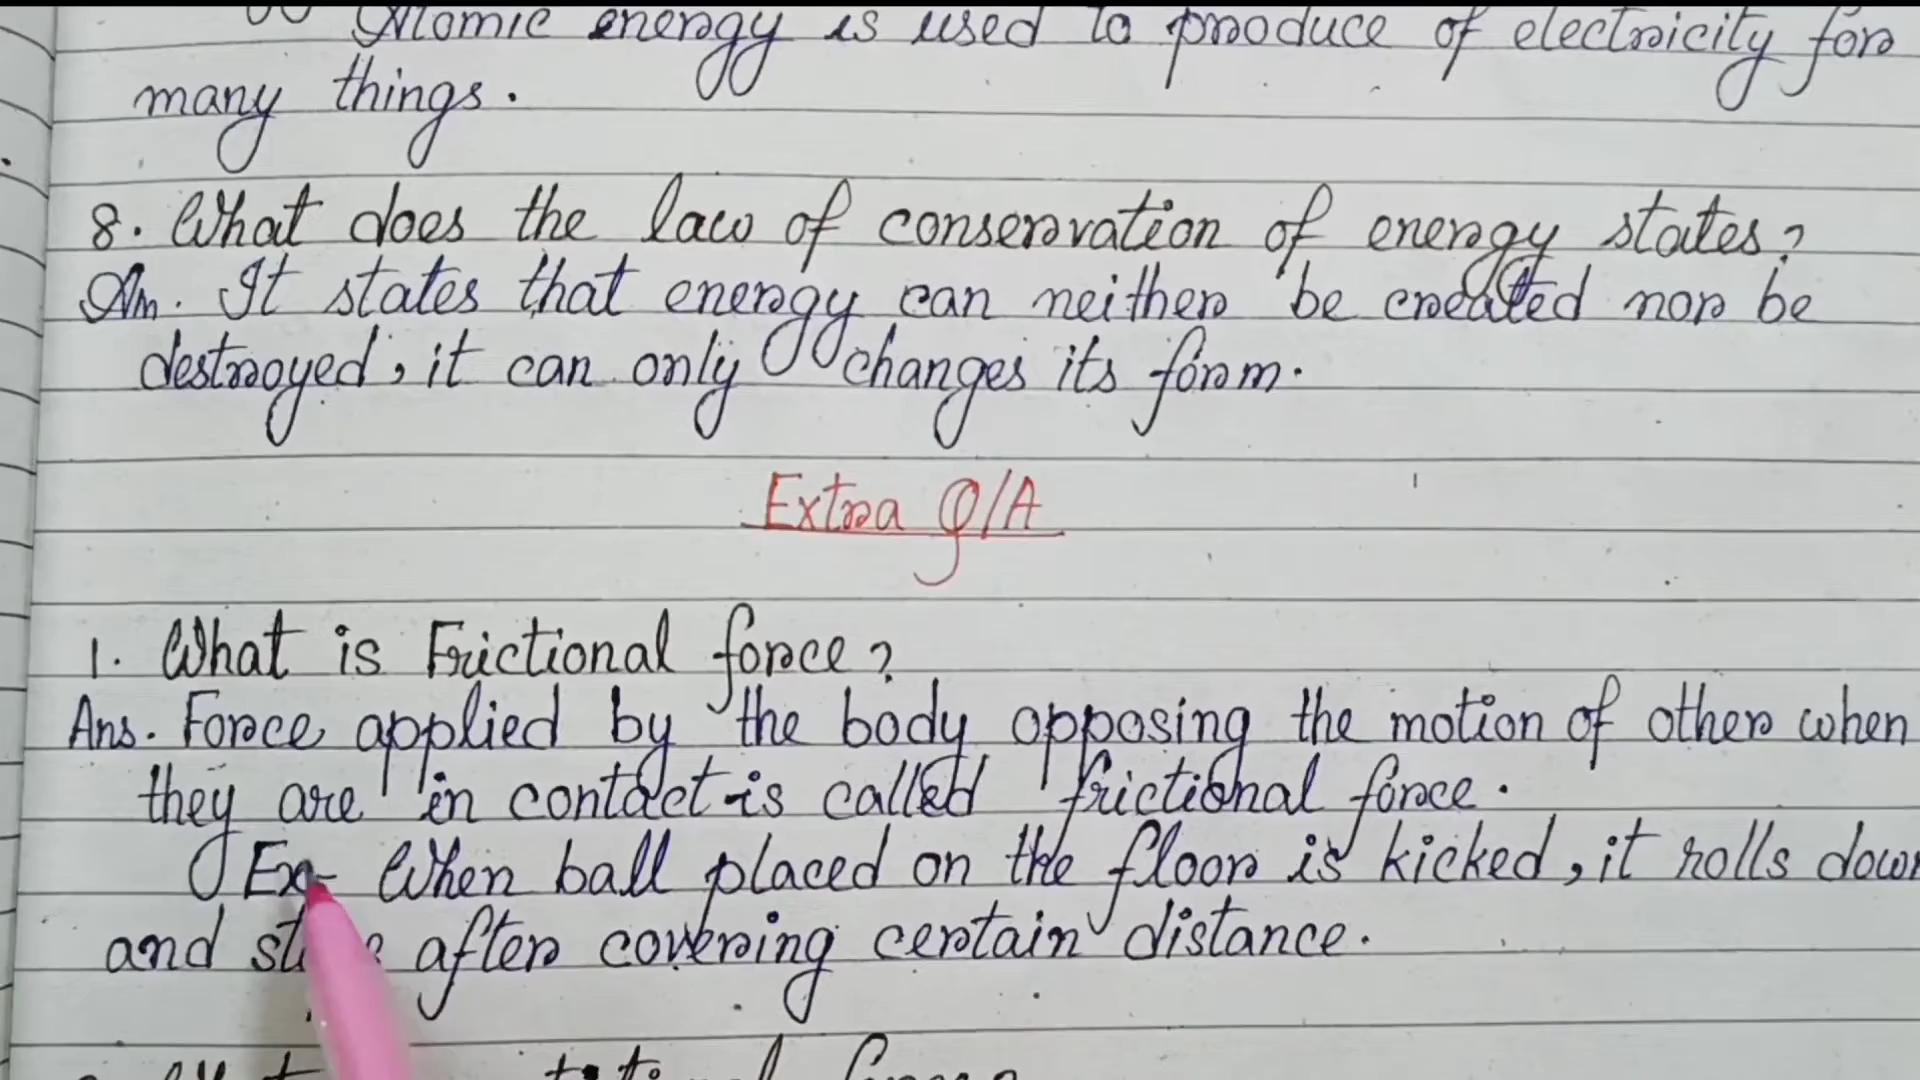 Atomic energy is used to produce of electricity for
many things.
8. What does the law of conservation of energy states?
Ans. It states that energy can neither be created nor be
destroyed, it can only changes its form.
Extra Q/A
1. What is Frictional force?
Ans. Force applied by the body opposing the motion of other when
they are in contact is called frictional force.
Ex- When ball placed on the floor is kicked, it rolls down
and after covering certain distance.